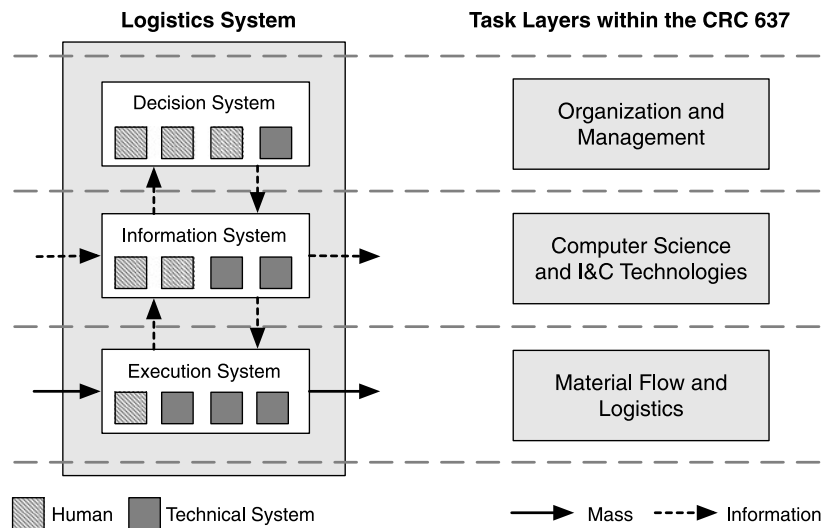 Logistics System
Task Layers within the CRC 637
Decision System
Organization and
Management
Information System
Computer Science
and I&C Technologies
Execution System
Material Flow and
Logistics
Human
Technical System
Mass
Information